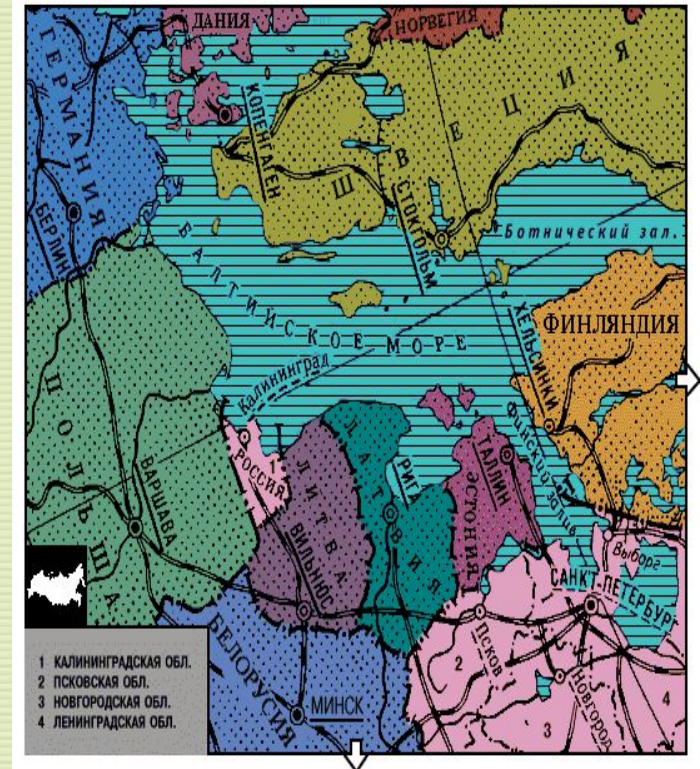 ДАНИЯ
НОРВЕГИЯ
ГЕРМАНИЯ
КОПЕНГАГЕН
ШВЕЦИЯ
БЕРЛИН
СТОКГОЛЬМ
Ботнический зал.
БАЛТИЙСКОЕ МОРЕ
ХЕЛЬСИНКИ
ФИНЛЯНДИЯ
Калининград
Финский залив
ПОЛЬША
ВАРШАВА
1
РОССИЯ
ЛИТВА
ВИЛЬНЮС
ЛАТВИЯ
РИГА
ЭСТОНИЯ
ТАЛЛИН
Выборг
САНКТ-ПЕТЕРБУРГ
БЕЛОРУСИЯ
МИНСК
Псков
Новгород
2
3
4
1 КАЛИНИНГРАДСКАЯ ОБЛ.
2 ПСКОВСКАЯ ОБЛ.
3 НОВГОРОДСКАЯ ОБЛ.
4 ЛЕНИНГРАДСКАЯ ОБЛ.